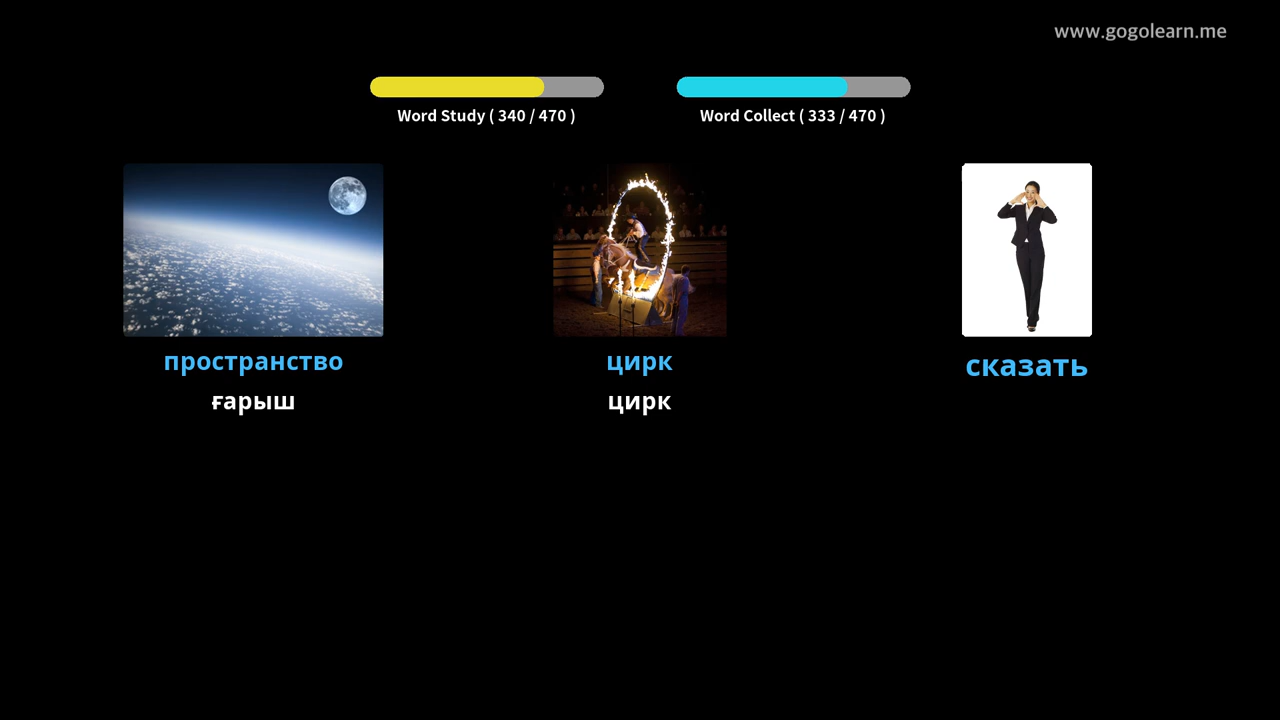 www.gogolearn.me
Word Study ( 340 / 470 )
Word Collect ( 333 / 470 )
пространство
цирк
сказать
ғарыш
цирк